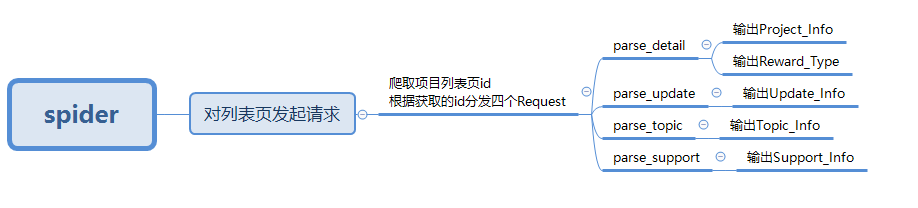 spider
对列表页发起请求
爬取项目列表页id
根据获取的id分发四个Request
parse_detail
输出Project_Info
输出Reward_Type
parse_update
输出Update_Info
parse_topic
输出Topic_Info
parse_support
输出Support_Info